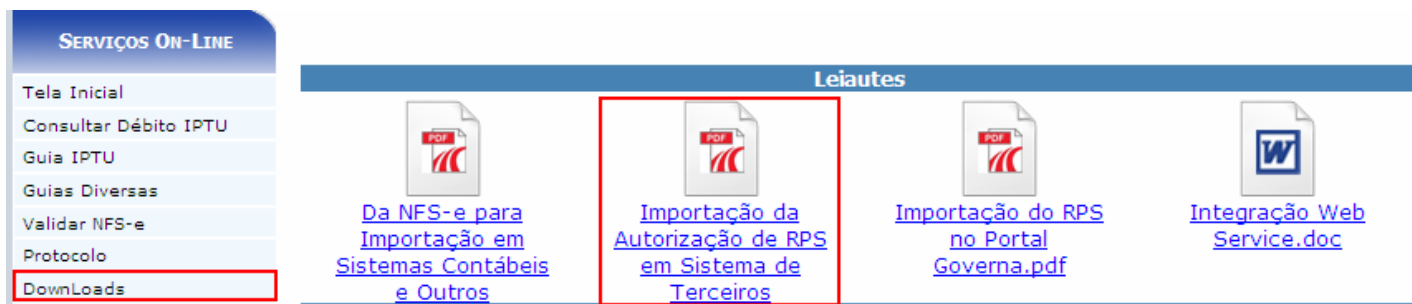 Serviços On-Line
Tela Inicial
Consultar Débito IPTU
Guia IPTU
Guias Diversas
Validar NFS-e
Protocolo
DownLoads
Leiautes
PDF
Da NFS-e para
Importação em
Sistemas Contábeis
e Outros
PDF
Importação da
Autorização de RPS
em Sistema de
Terceiros
PDF
Importação do RPS
no Portal
Governa.pdf
W
Integração Web
Service.doc